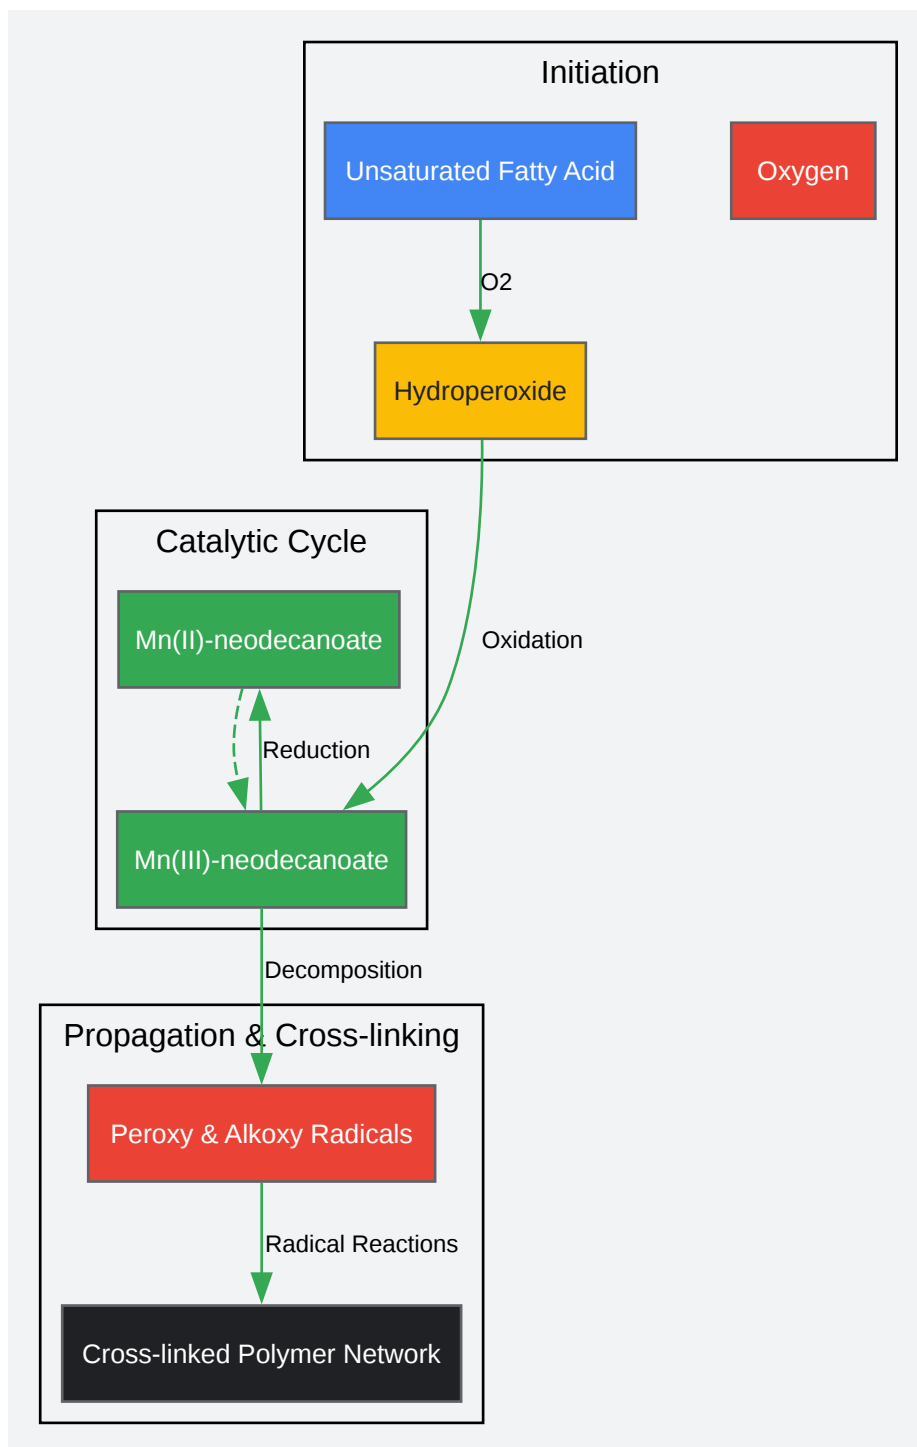 Initiation
Unsaturated Fatty Acid
Oxygen
O2
Hydroperoxide
Catalytic Cycle
Mn(II)-neodecanoate
Oxidation
Reduction
Mn(III)-neodecanoate
Decomposition
Propagation & Cross-linking
Peroxy & Alkoxy Radicals
Radical Reactions
Cross-linked Polymer Network